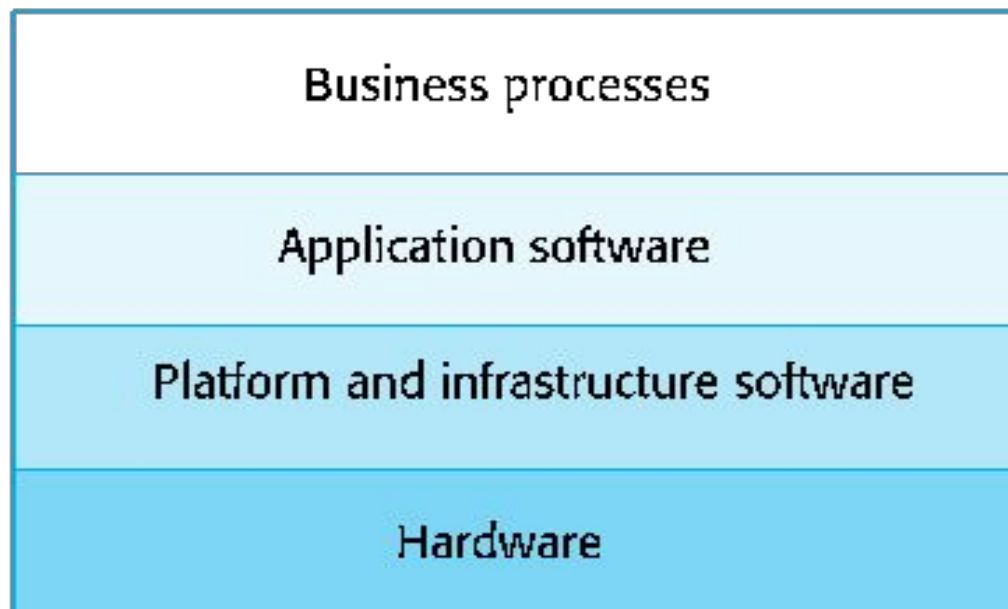 Business processes
Application software
Platform and infrastructure software
Hardware